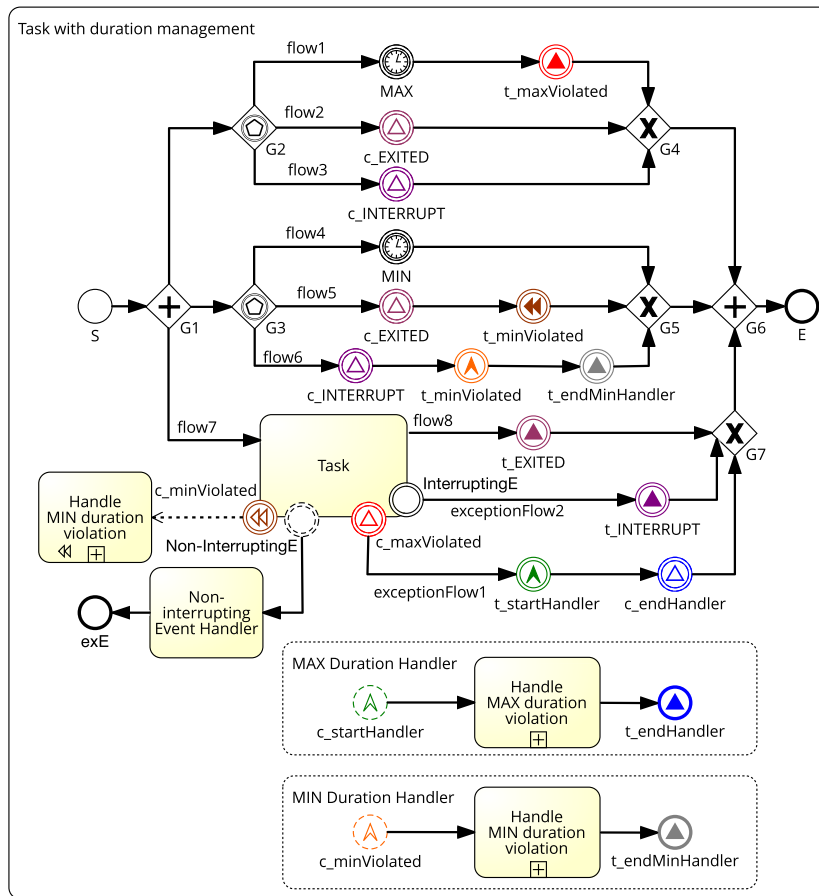 Task with duration management
flow1
MAX
t_maxViolated
flow2
G2
c_EXITED
G4
flow3
c_INTERRUPT
flow4
MIN
flow5
S
G1
G3
c_EXITED
t_minViolated
G5
G6
E
flow6
c_INTERRUPT
t_minViolated
t_endMinHandler
flow7
flow8
Task
t_EXITED
G7
InterruptingE
c_minViolated
Handle
MIN duration
violation
exceptionFlow2
t_INTERRUPT
Non-InterruptingE
c_maxViolated
exceptionFlow1
t_startHandler
c_endHandler
Non-
interrupting
Event Handler
exE
MAX Duration Handler
Handle
MAX duration
violation
c_startHandler
t_endHandler
MIN Duration Handler
Handle
MIN duration
violation
c_minViolated
t_endMinHandler